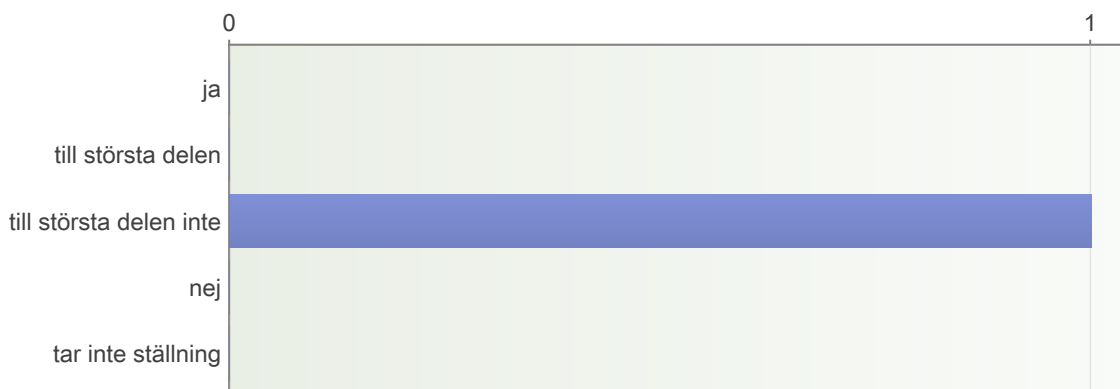 0 1
ja
till största delen
till största delen inte
nej
tar inte ställning